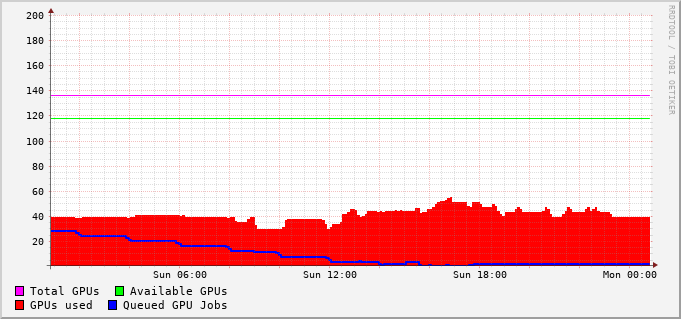 200
180
160
140
120
100
80
60
40
20
Sun 06:00 Sun 12:00 Sun 18:00 Mon 00:00
Total GPUs Available GPUs
GPUs used Queued GPU Jobs
RRDTOOL / TOBI OETIKER